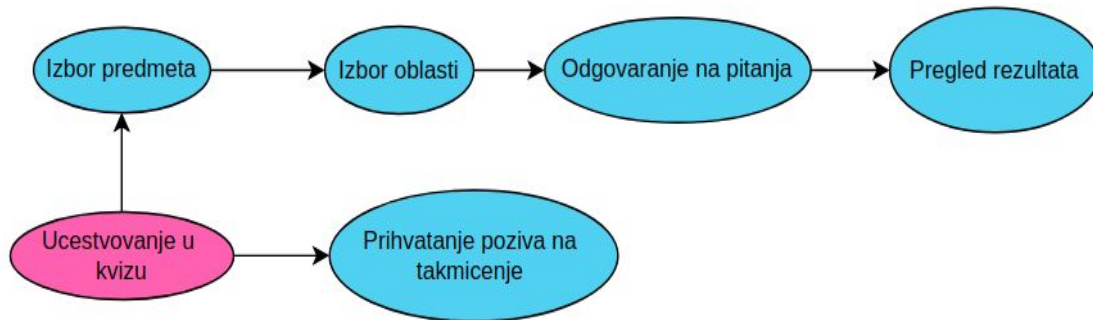 Izbor predmeta
Izbor oblasti
Odgovaranje na pitanja
Pregled rezultata
Ucestvovanje u
kvizu
Prihvatanje poziva na
takmicenje